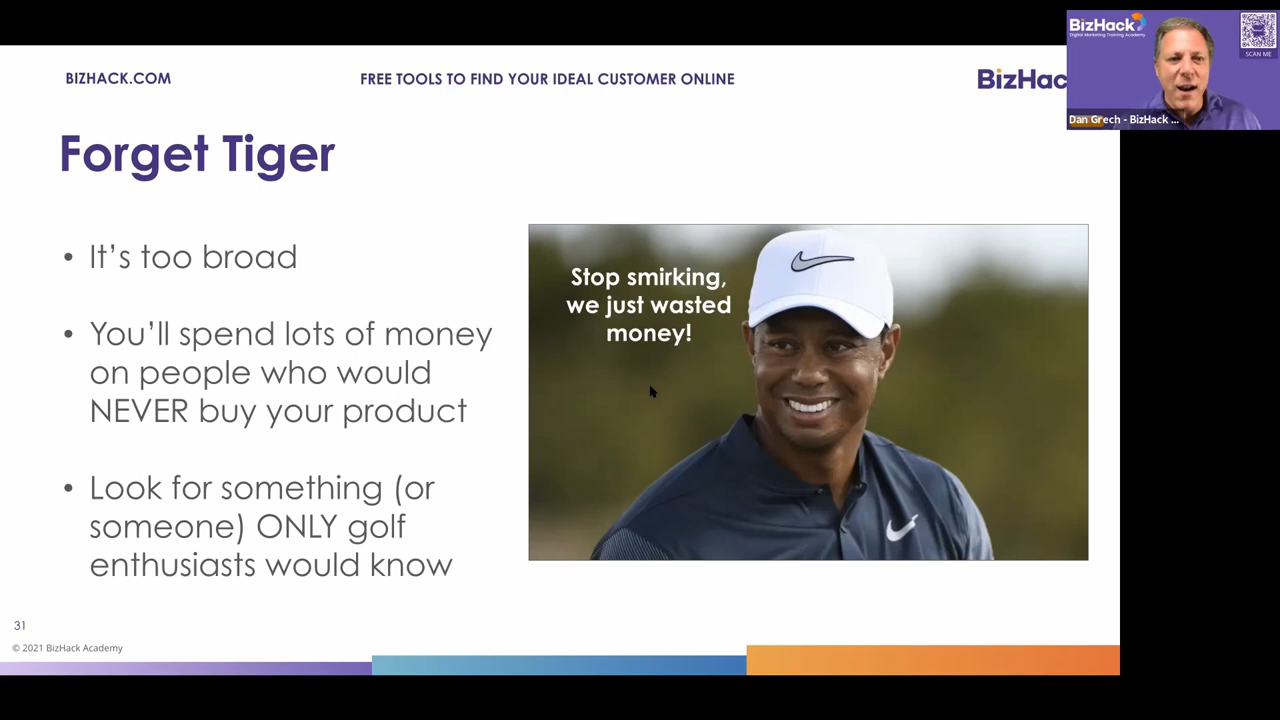 BIZHACK.COM
FREE TOOLS TO FIND YOUR IDEAL CUSTOMER ONLINE
BizHac
BizHack
Digital Marketing Training Academy
SCAN ME
Dan Grech - BizHack ...
Forget Tiger
• It’s too broad
• You’ll spend lots of money
on people who would
NEVER buy your product
• Look for something (or
someone) ONLY golf
enthusiasts would know
Stop smirking,
we just wasted
money!
31
© 2021 BizHack Academy